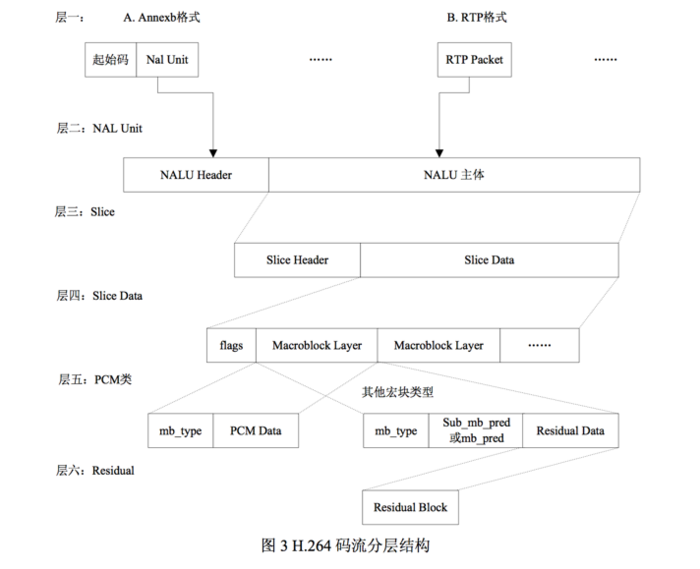 层一： A. Annexb格式 B. RTP格式
起始码 Nal Unit …… RTP Packet ……
层二：NAL Unit
NALU Header NALU 主体
层三：Slice
Slice Header Slice Data
层四：Slice Data
flags Macroblock Layer Macroblock Layer ……
层五：PCM类
其他宏块类型
mb_type PCM Data mb_type Sub_mb_pred Residual Data
或mb_pred
层六：Residual
Residual Block
图 3 H.264 码流分层结构